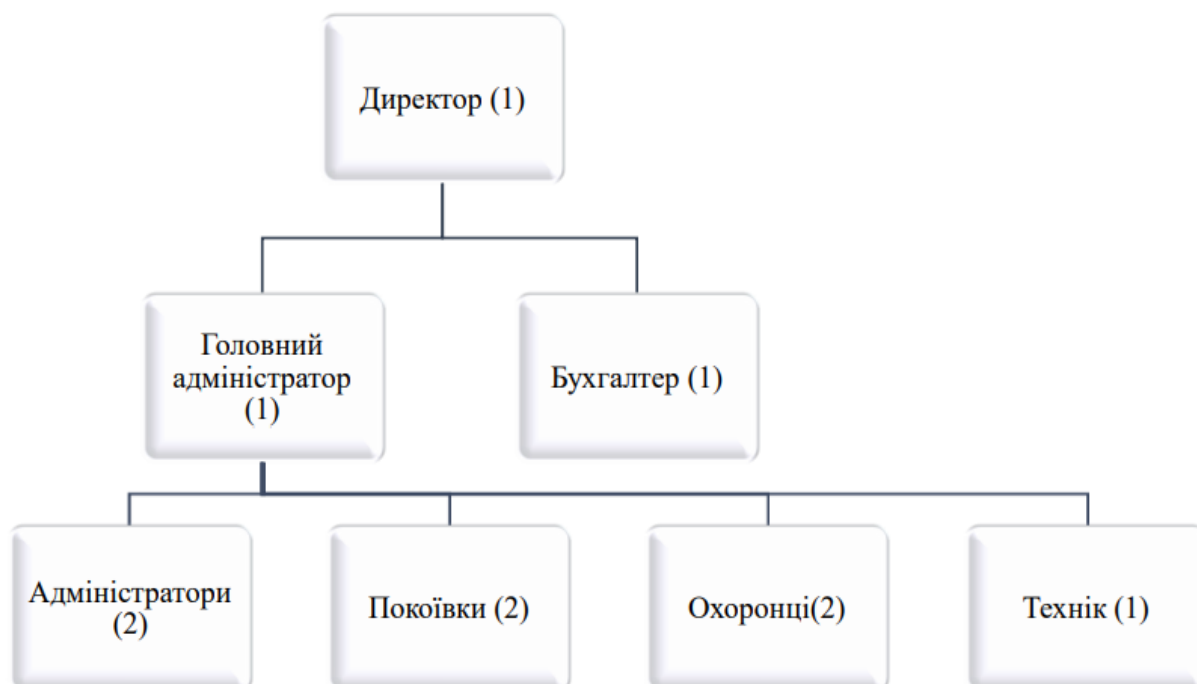 Директор (1)
Головний
адміністратор
(1)
Бухгалтер (1)
Адміністратори
(2)
Покоївки (2)
Охоронці(2)
Технік (1)